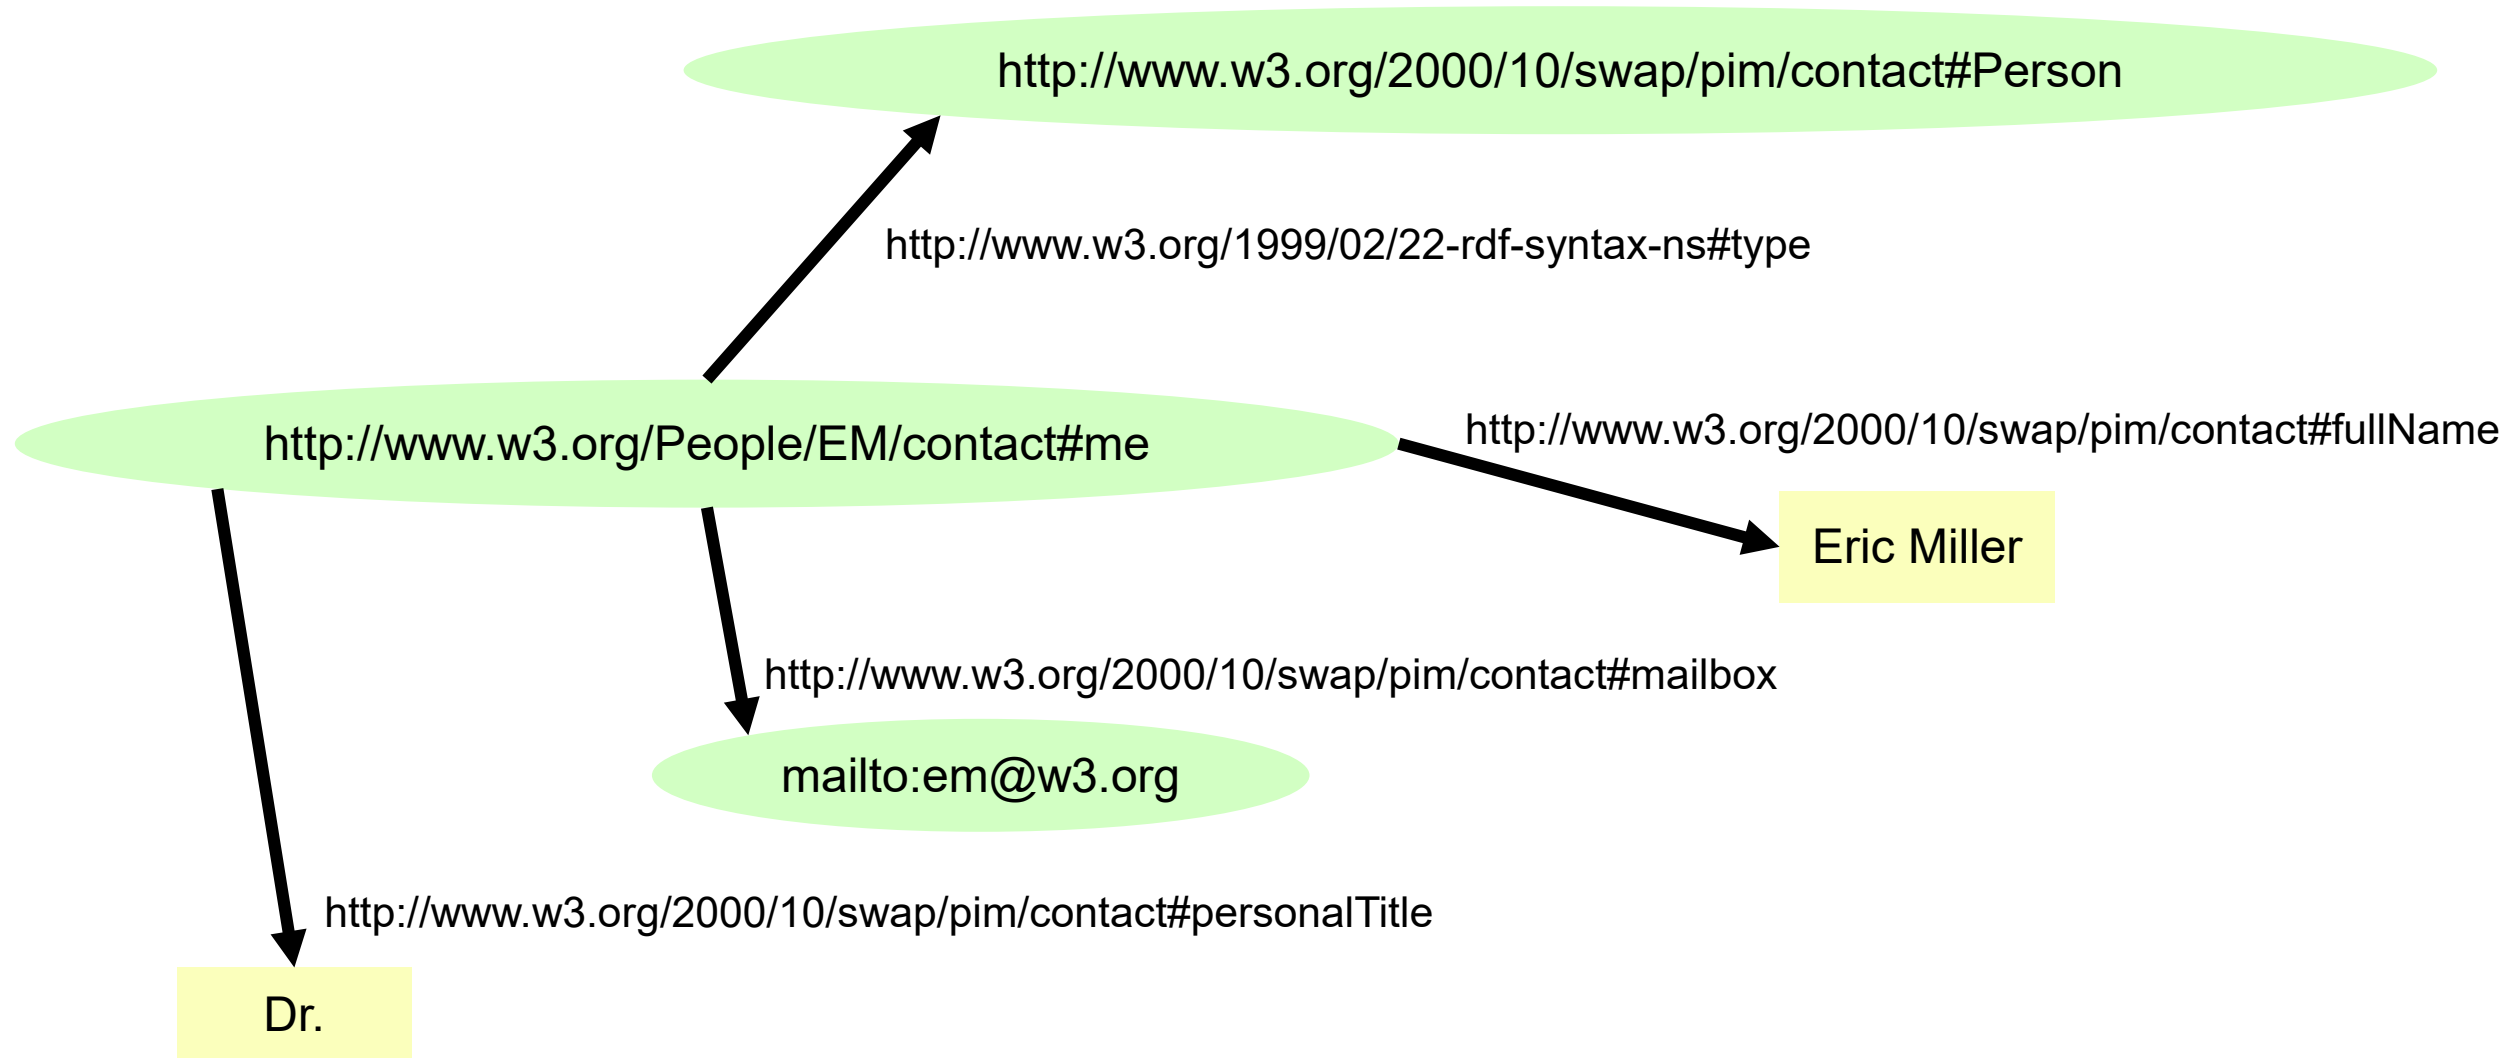 http://www.w3.org/2000/10/swap/pim/contact#Person
http://www.w3.org/1999/02/22-rdf-syntax-ns#type
http://www.w3.org/People/EM/contact#me
http://www.w3.org/2000/10/swap/pim/contact#fullName
Eric Miller
http://www.w3.org/2000/10/swap/pim/contact#mailbox
mailto:em@w3.org
http://www.w3.org/2000/10/swap/pim/contact#personalTitle
Dr.